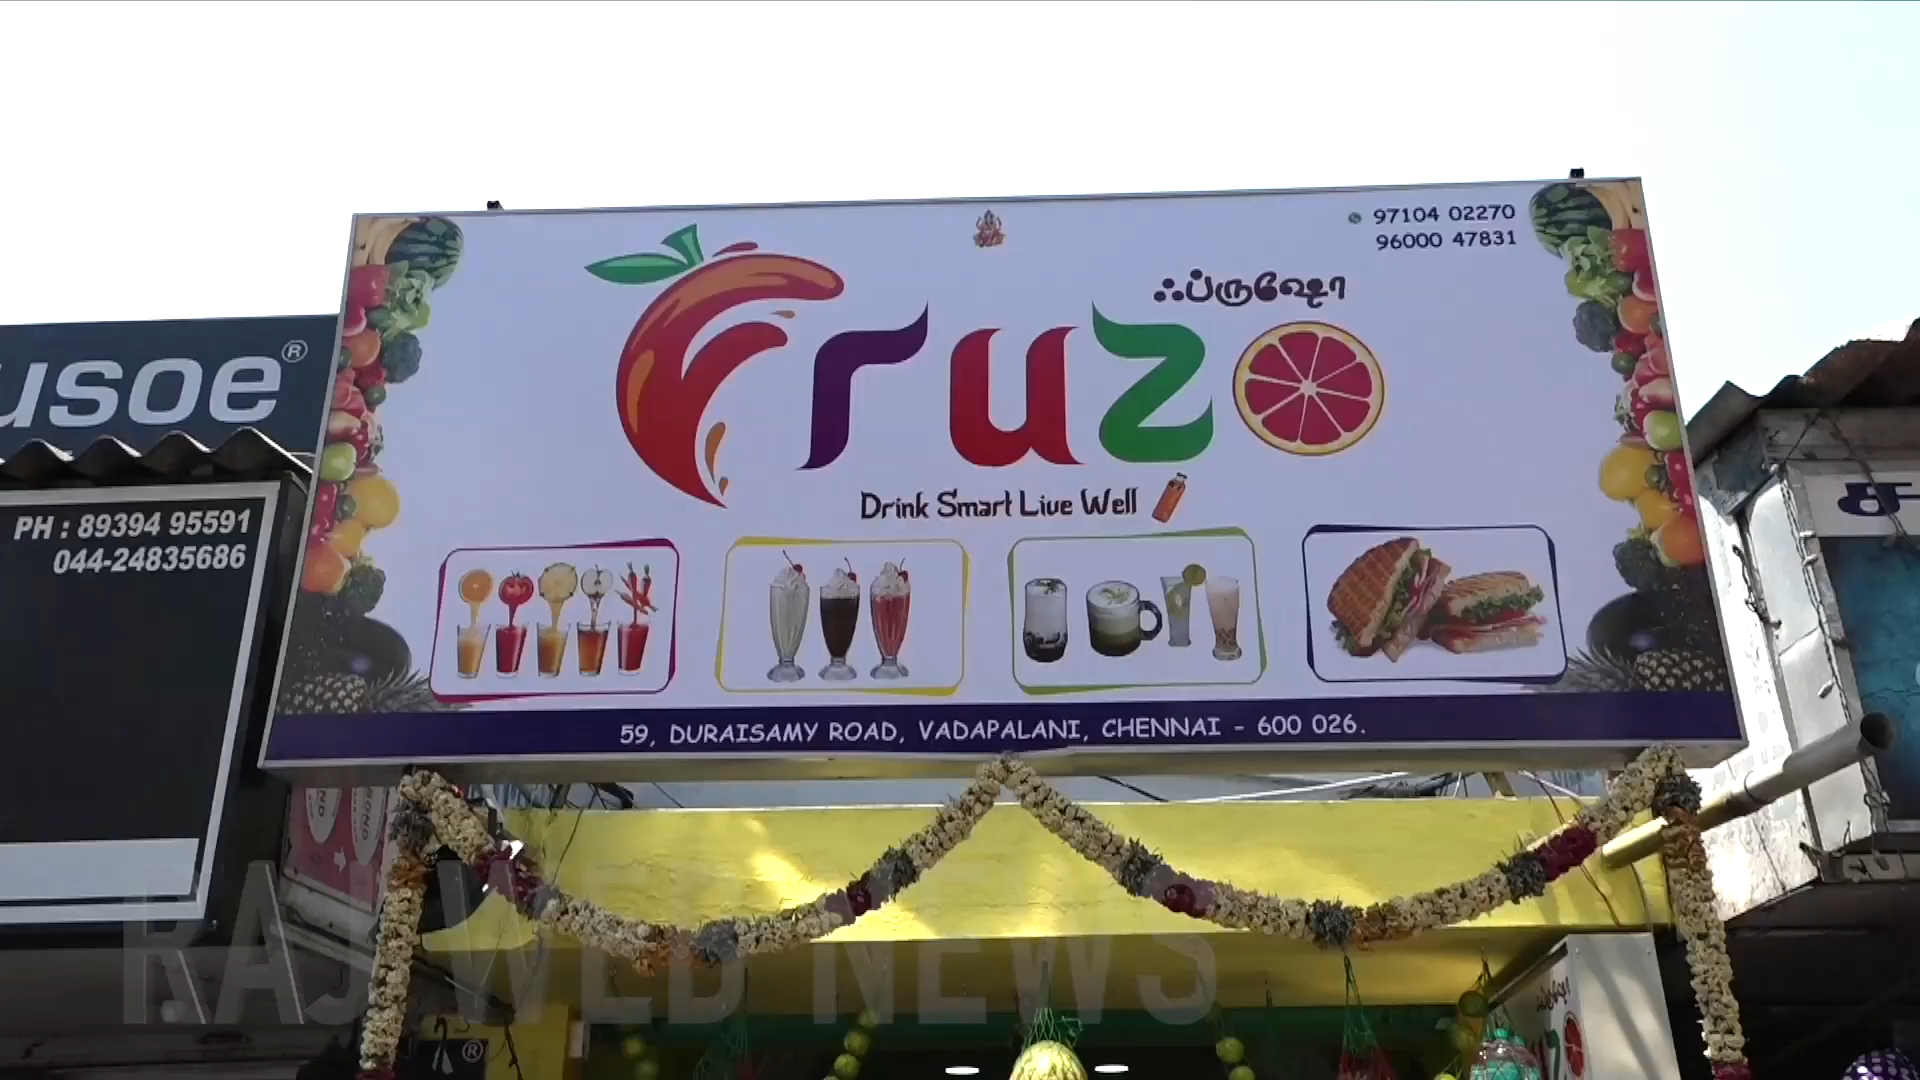 97104 02270
96000 47831
ஃப்ருஷோ
Fruzo
Drink Smart Live Well
59, DURAISAMY ROAD, VADAPALANI, CHENNAI - 600 026.
usoe®
PH : 89394 95591
044-24835686
RAJ WEB NEWS